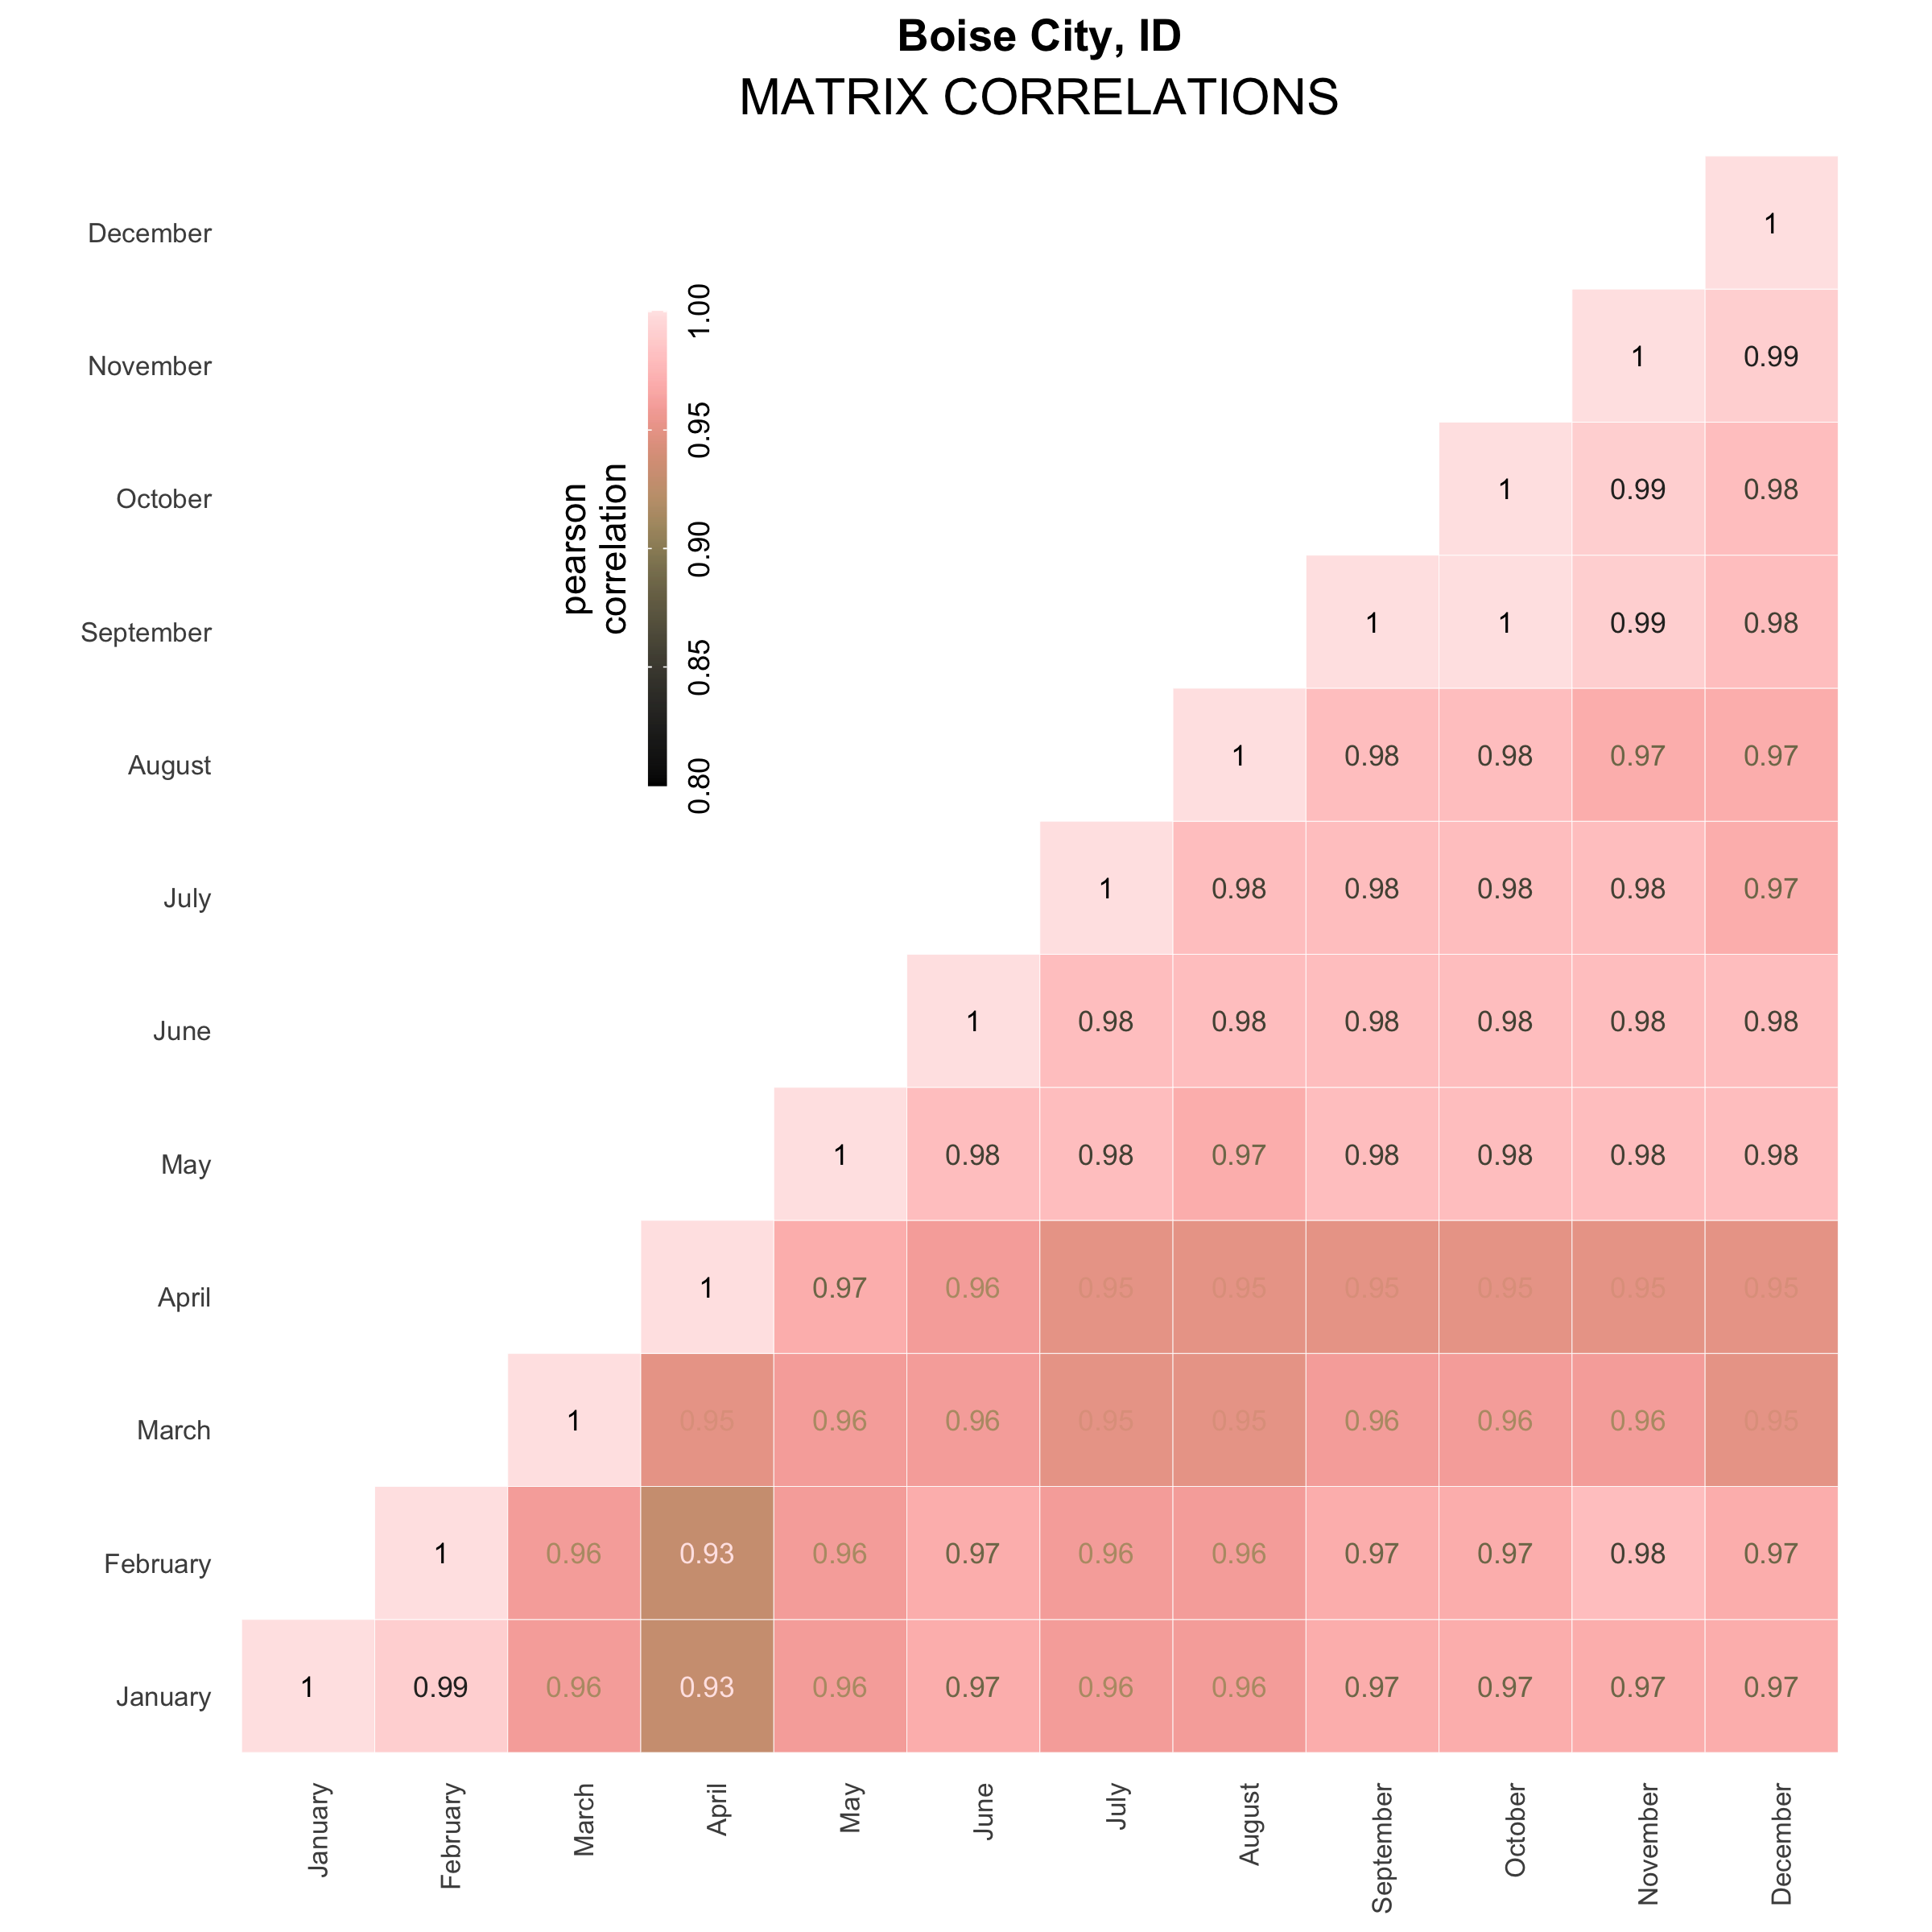 Boise City, ID
MATRIX CORRELATIONS
pearson
correlation
1.00
0.95
0.90
0.85
0.80
December 1
November 1 0.99
October 1 0.99 0.98
September 1 1 0.99 0.98
August 1 0.98 0.98 0.97 0.97
July 1 0.98 0.98 0.98 0.98 0.97
June 1 0.98 0.98 0.98 0.98 0.98 0.98
May 1 0.98 0.98 0.97 0.98 0.98 0.98 0.98
April 1 0.97 0.96 0.95 0.95 0.95 0.95 0.95 0.95
March 1 0.95 0.96 0.96 0.95 0.95 0.96 0.96 0.96 0.95
February 1 0.96 0.93 0.96 0.97 0.96 0.96 0.97 0.97 0.98 0.97
January 1 0.99 0.96 0.93 0.96 0.97 0.96 0.96 0.97 0.97 0.97 0.97
January February March April May June July August September October November December